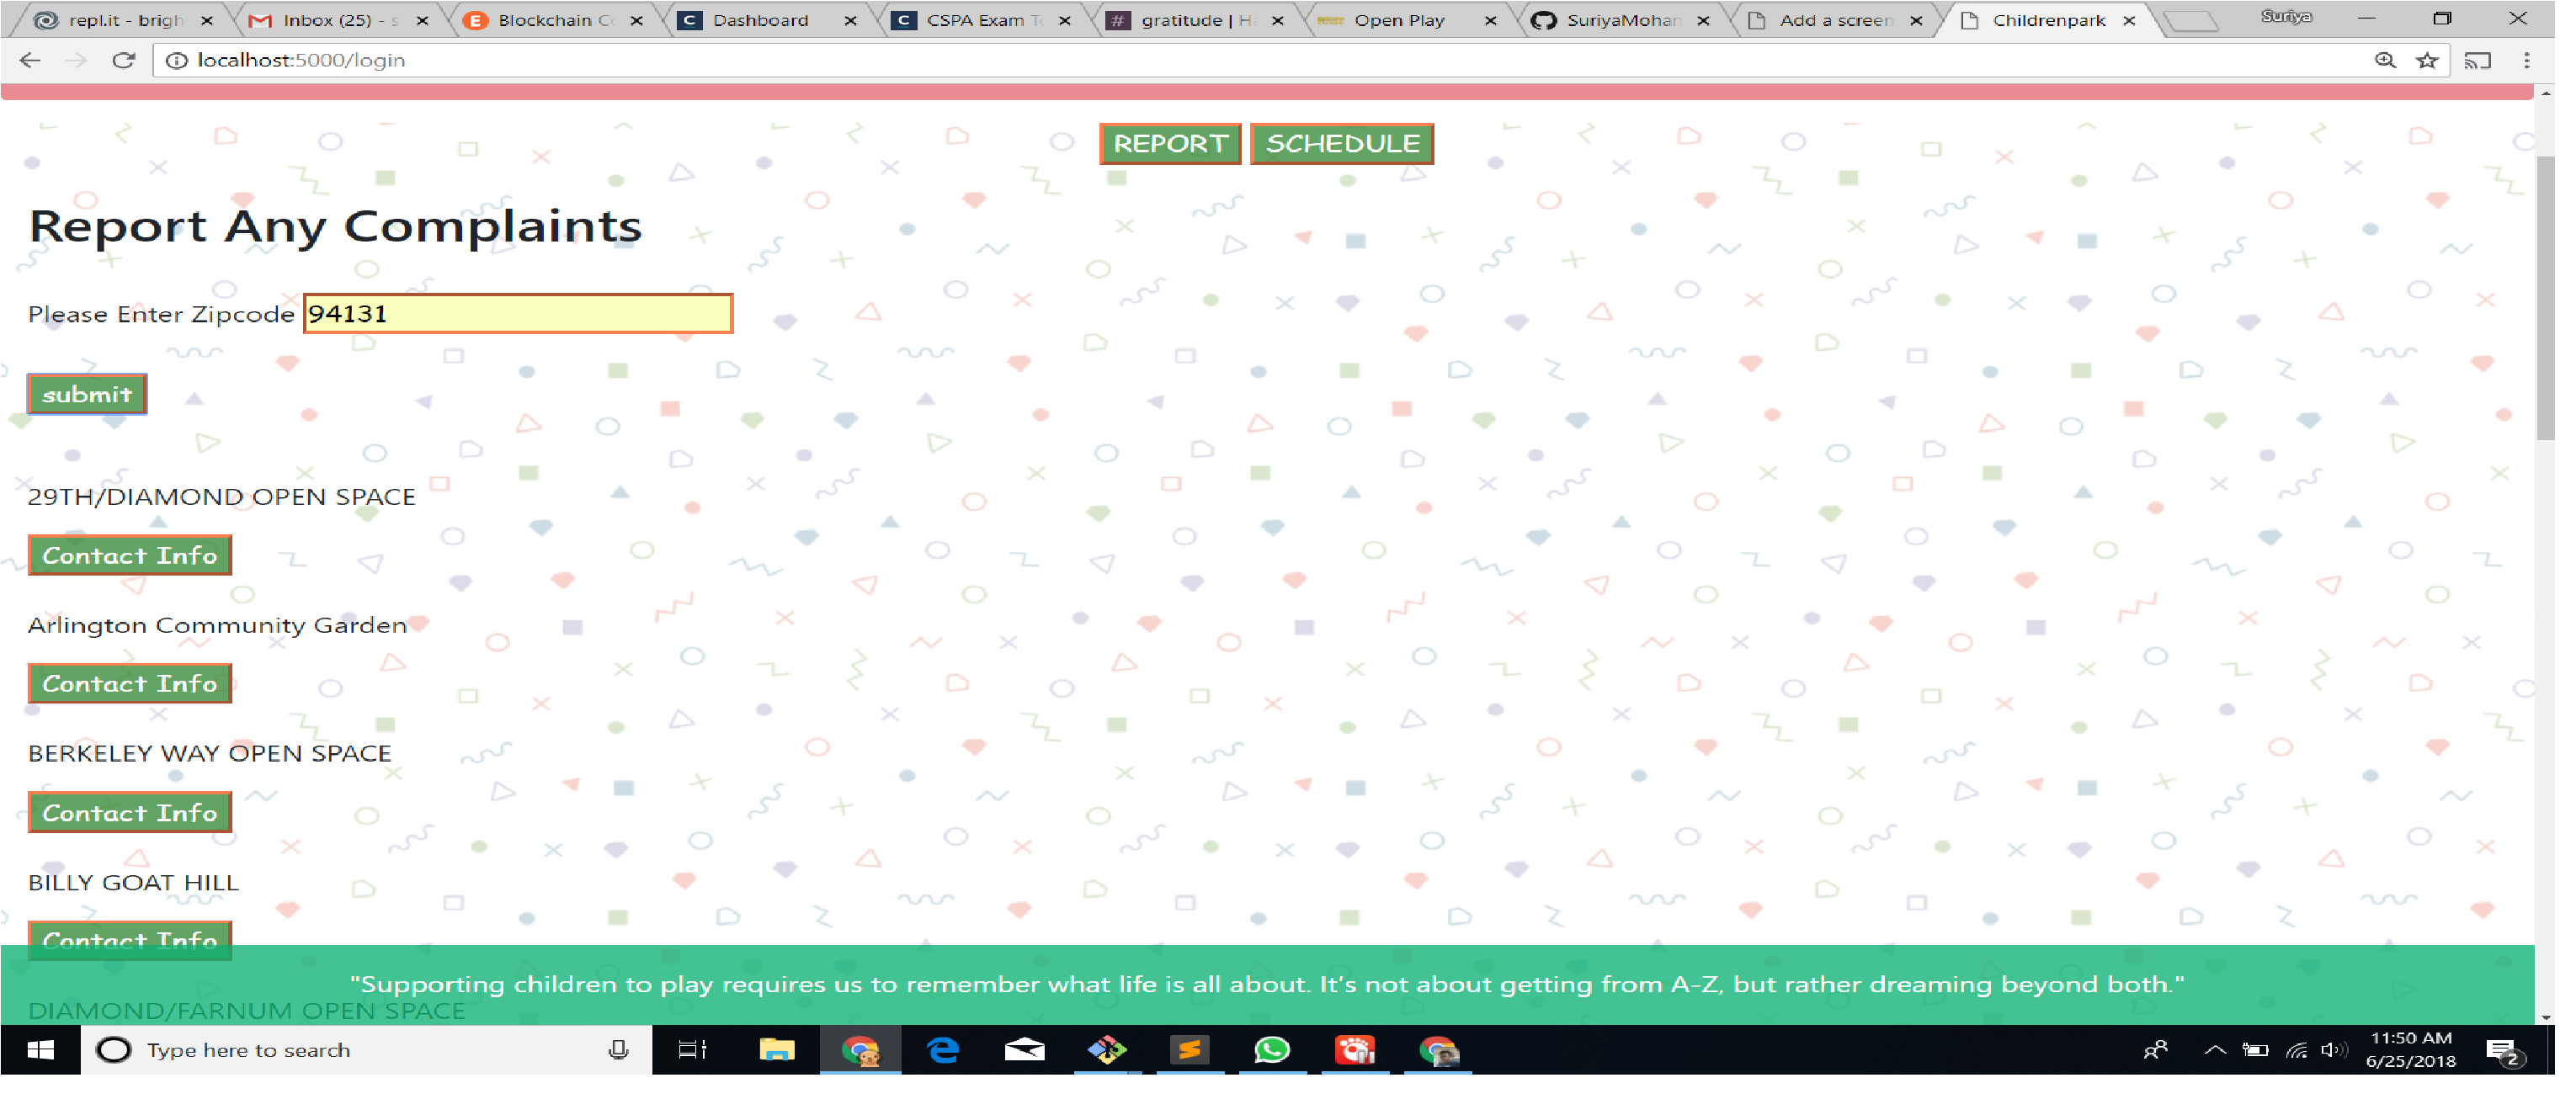 repl.it - brigh
Inbox (25) - s
Blockchain C
Dashboard
CSPA Exam T
gratitude | H
Open Play
SuriyaMohan
Add a screen
Childrenpark
Suriya
localhost:5000/login
REPORT SCHEDULE
Report Any Complaints
Please Enter Zipcode 94131
submit
29TH/DIAMOND OPEN SPACE
Contact Info
Arlington Community Garden
Contact Info
BERKELEY WAY OPEN SPACE
Contact Info
BILLY GOAT HILL
Contact Info
"Supporting children to play requires us to remember what life is all about. It's not about getting from A-Z, but rather dreaming beyond both."
DIAMOND/FARNUM OPEN SPACE
Type here to search
11:50 AM
6/25/2018
2